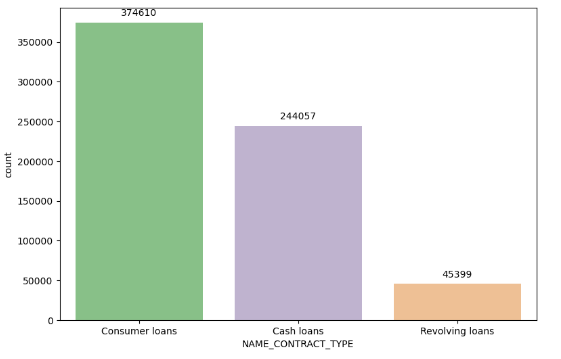 374610
350000
300000
250000
244057
200000
150000
100000
50000
45399
0
count
Consumer loans
Cash loans
Revolving loans
NAME_CONTRACT_TYPE